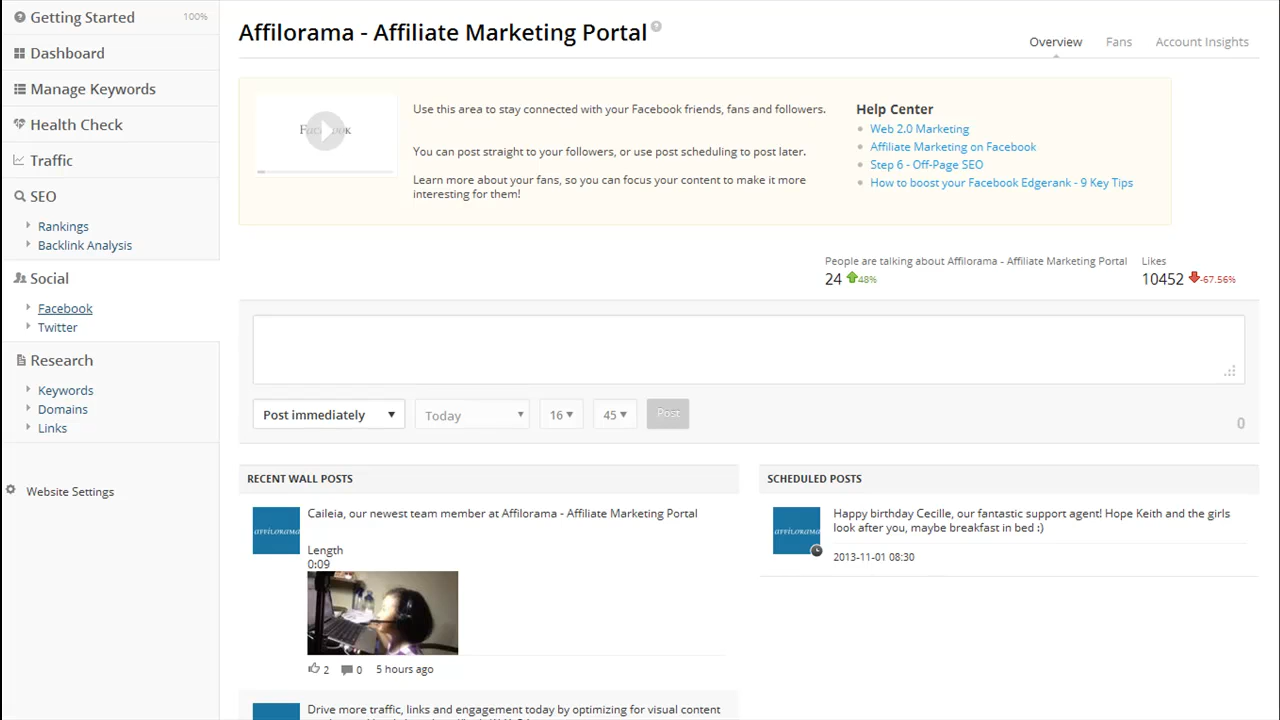 Getting Started 100%
Dashboard
Manage Keywords
Health Check
Traffic
SEO
Rankings
Backlink Analysis
Social
Facebook
Twitter
Research
Keywords
Domains
Links
Website Settings
Affilorama - Affiliate Marketing Portal
Overview Fans Account Insights
Facebook
Use this area to stay connected with your Facebook friends, fans and followers.
You can post straight to your followers, or use post scheduling to post later.
Learn more about your fans, so you can focus your content to make it more
interesting for them!
Help Center
Web 2.0 Marketing
Affiliate Marketing on Facebook
Step 6 - Off-Page SEO
How to boost your Facebook Edgerank - 9 Key Tips
People are talking about Affilorama - Affiliate Marketing Portal
24 48%
Likes
10452 -67.56%
Post immediately Today 16 45 Post
0
RECENT WALL POSTS
AFFILORAMA
Caileia, our newest team member at Affilorama - Affiliate Marketing Portal
Length
0:09
2 0 5 hours ago
Drive more traffic, links and engagement today by optimizing for visual content
SCHEDULED POSTS
AFFILORAMA
Happy birthday Cecille, our fantastic support agent! Hope Keith and the girls
look after you, maybe breakfast in bed :)
2013-11-01 08:30